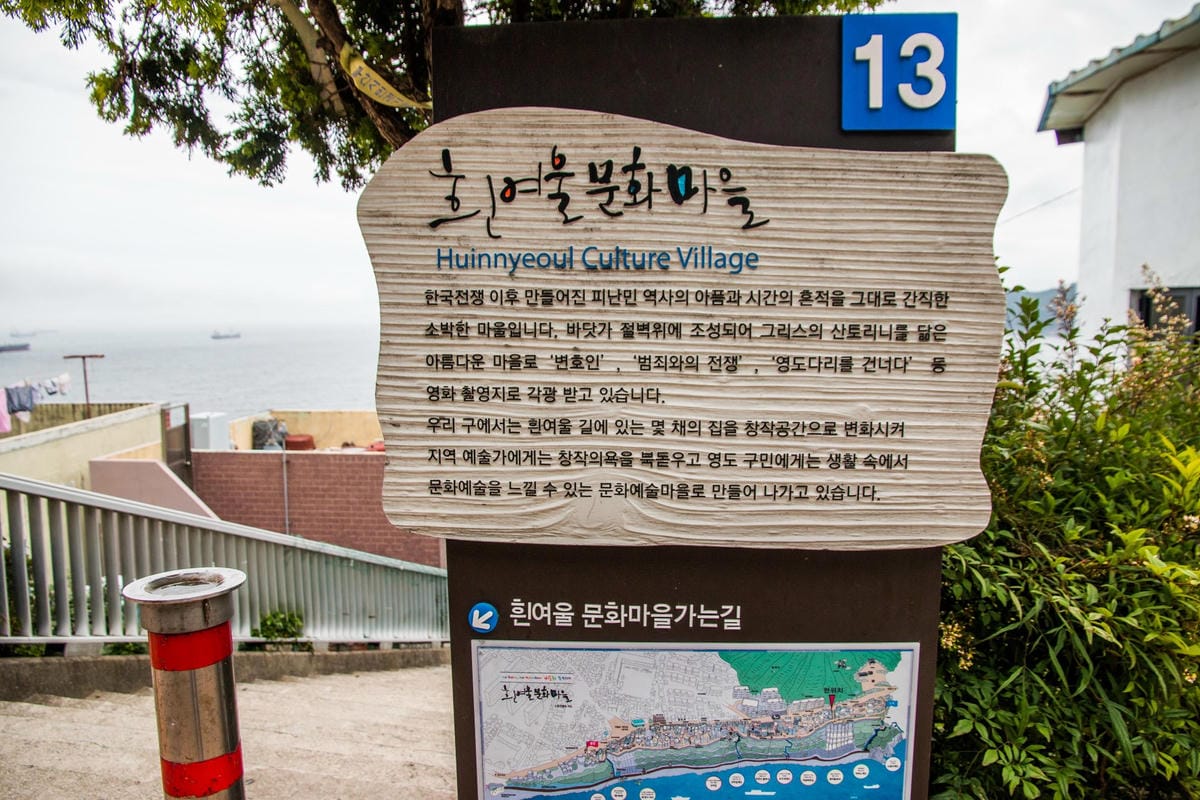 13
흰여울문화마을
Huinnyeoul Culture Village
한국전쟁 이후 만들어진 피난민 역사의 아픔과 시간의 흔적을 그대로 간직한
소박한 마을입니다. 바닷가 절벽위에 조성되어 그리스의 산토리니를 닮은
아름다운 마을로 '변호인', '범죄와의 전쟁', '영도다리를 건너다' 등
영화 촬영지로 각광 받고 있습니다.
우리 구에서는 흰여울 길에 있는 몇 채의 집을 창작공간으로 변화시켜
지역 예술가에게는 창작의욕을 북돋우고 영도 구민에게는 생활 속에서
문화예술을 느낄 수 있는 문화예술마을로 만들어 나가고 있습니다.
흰여울 문화마을가는길
흰여울문화마을
현위치